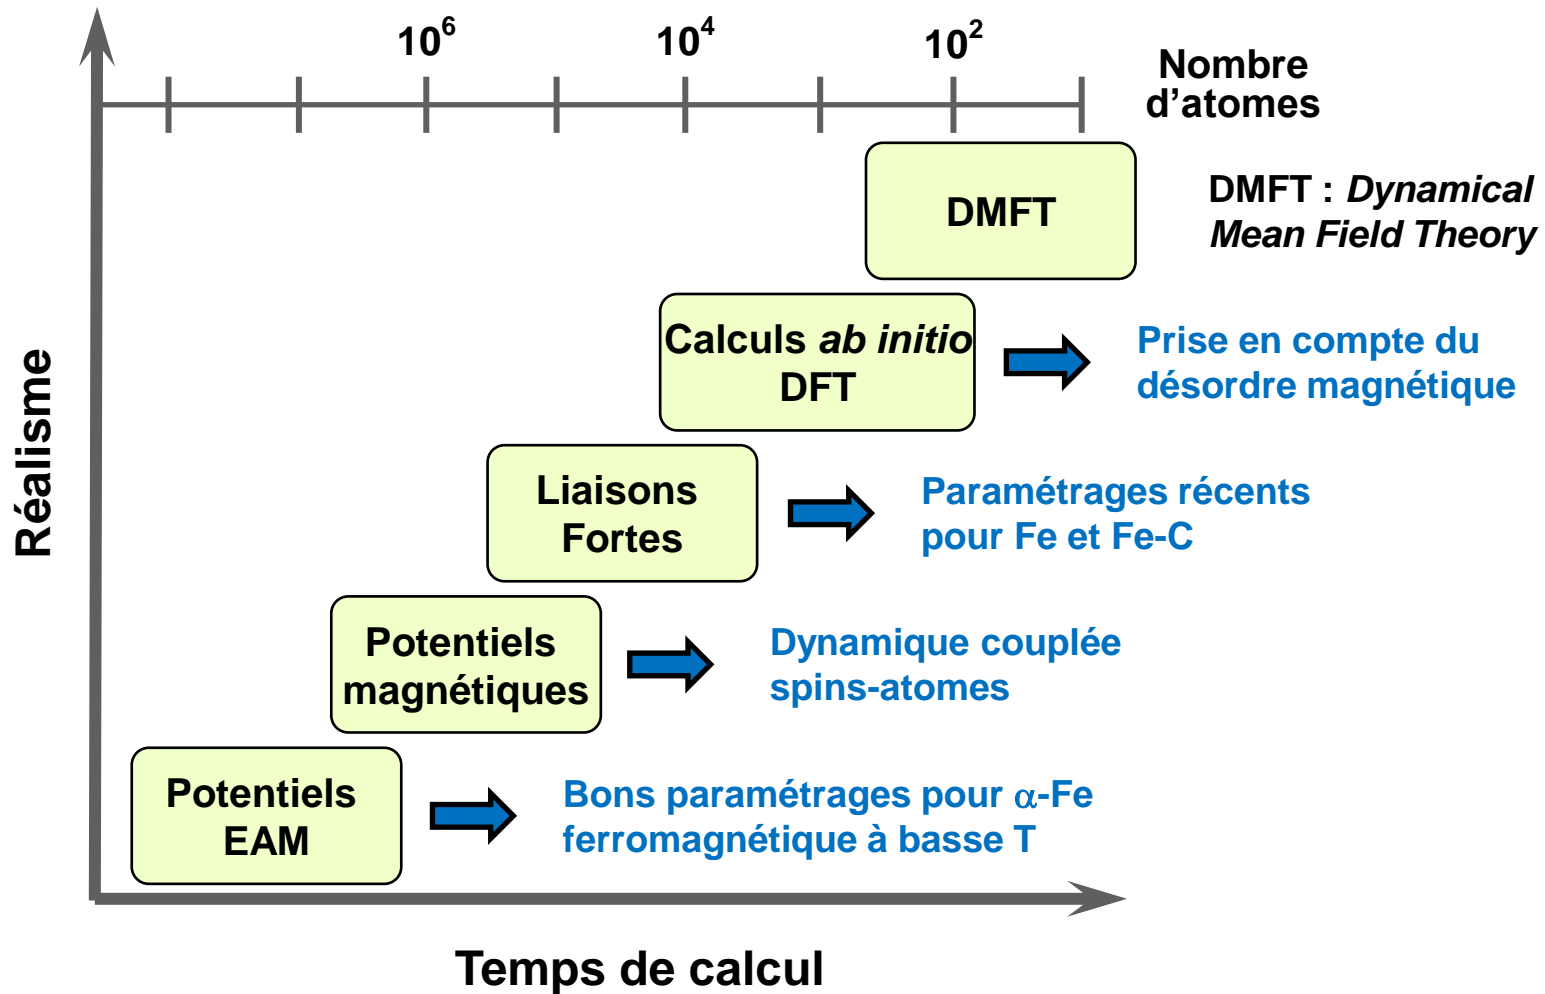 10^6
10^4
10^2
Nombre
d’atomes
DMFT
DMFT : Dynamical
Mean Field Theory
Calculs ab initio
DFT
Prise en compte du
désordre magnétique
Réalisme
Liaisons
Fortes
Paramétrages récents
pour Fe et Fe-C
Potentiels
magnétiques
Dynamique couplée
spins-atomes
Potentiels
EAM
Bons paramétrages pour α-Fe
ferromagnétique à basse T
Temps de calcul